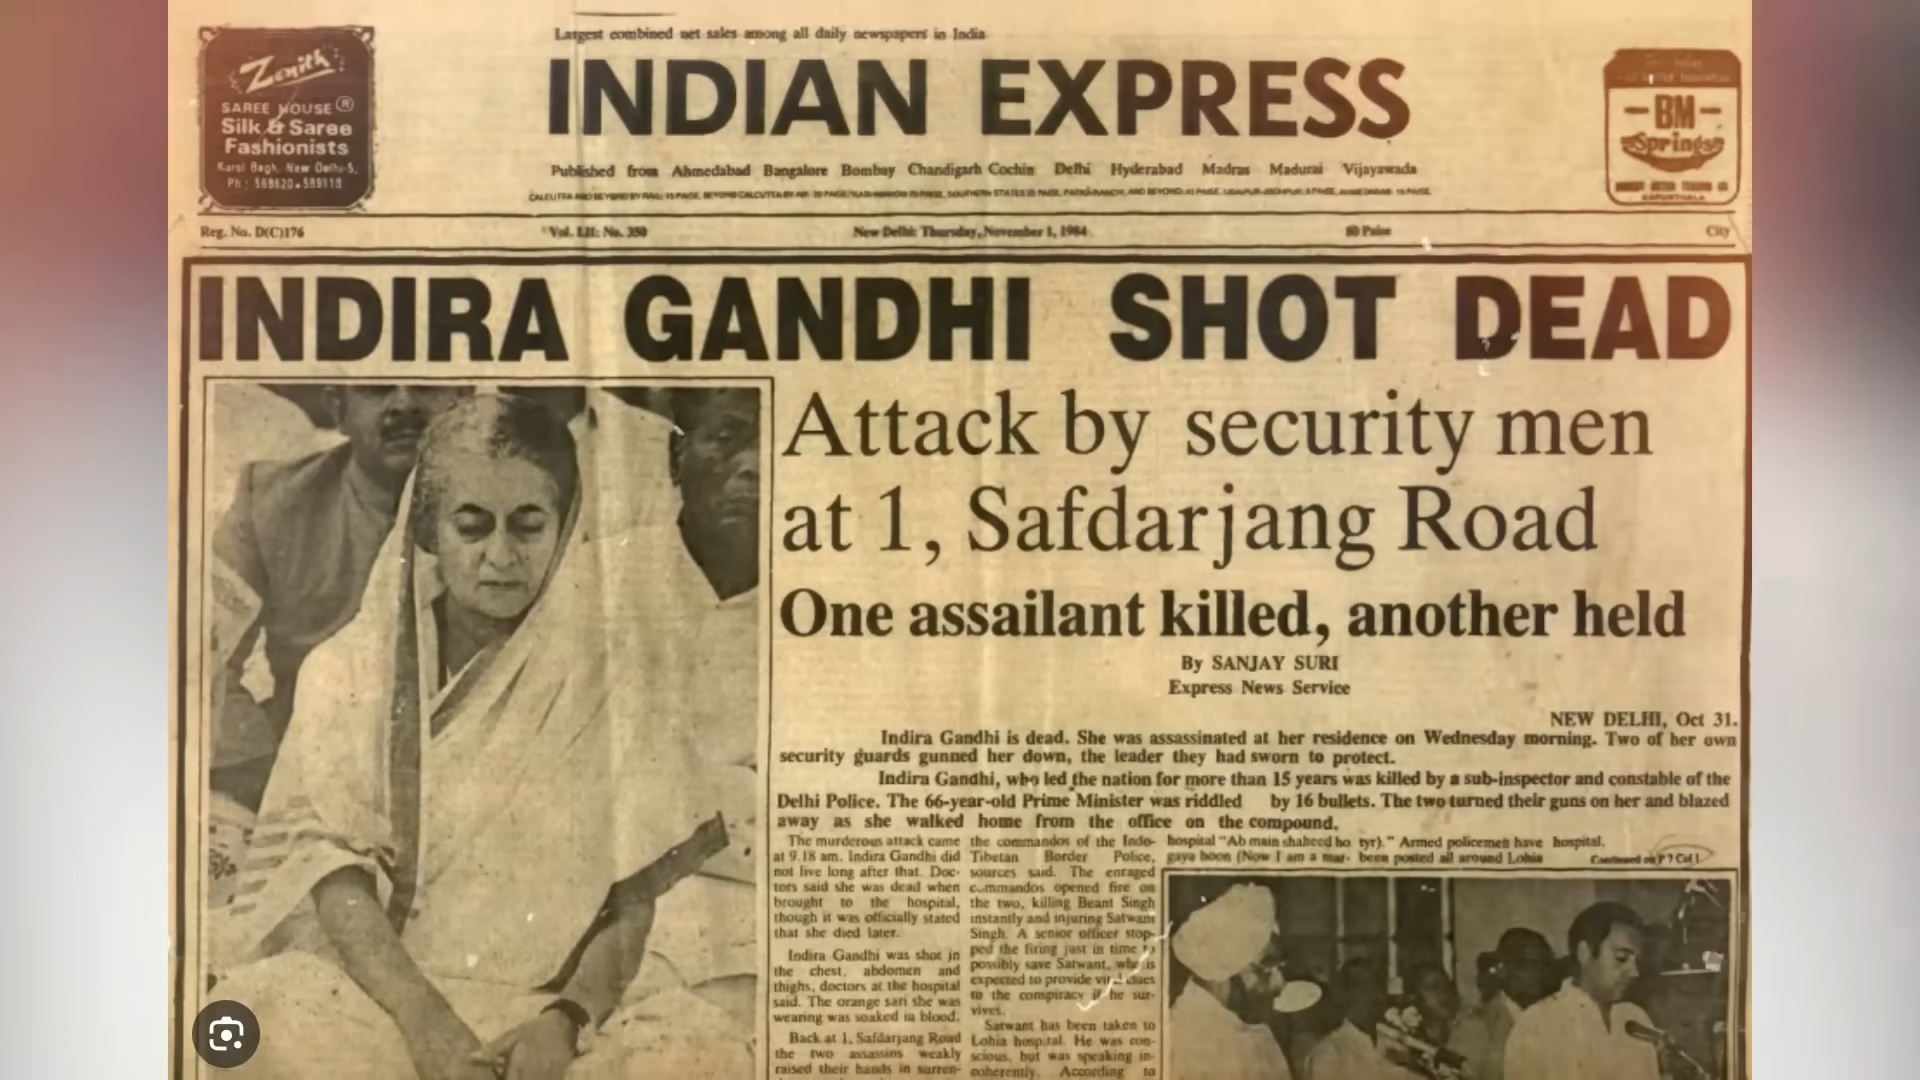 Largest combined net sales among all daily newspapers in India
Zenith
SAREE HOUSE ®
Silk & Saree
Fashionists
Karol Bagh, New Delhi-5,
Ph : 568620-589118
INDIAN EXPRESS
BM
Springs
KAPURTHALA
Published from Ahmedabad Bangalore Bombay Chandigarh Cochin Delhi Hyderabad Madras Madurai Vijayawada
Reg. No. D(C)176 Vol. LII: No. 350 New Delhi: Thursday, November 1, 1984 80 Paise City
INDIRA GANDHI SHOT DEAD
Attack by security men
at 1, Safdarjang Road
One assailant killed, another held
By SANJAY SURI
Express News Service
NEW DELHI, Oct 31.
Indira Gandhi is dead. She was assassinated at her residence on Wednesday morning. Two of her own
security guards gunned her down, the leader they had sworn to protect.
Indira Gandhi, who led the nation for more than 15 years was killed by a sub-inspector and constable of the
Delhi Police. The 66-year-old Prime Minister was riddled by 16 bullets. The two turned their guns on her and blazed
away as she walked home from the office on the compound.
The murderous attack came
at 9.18 am. Indira Gandhi did
not live long after that. Doc-
tors said she was dead when
brought to the hospital,
though it was officially stated
that she died later.
Indira Gandhi was shot in
the chest, abdomen and
thighs, doctors at the hospital
said. The orange sari she was
wearing was soaked in blood.
Back at 1, Safdarjang Road
the two assassins weakly
raised their hands in surren-
the commandos of the Indo-
Tibetan Border Police,
sources said. The enraged
commandos opened fire on
the two, killing Beant Singh
instantly and injuring Satwant
Singh. A senior officer stop-
ped the firing just in time to
possibly save Satwant, who is
expected to provide vital clues
to the conspiracy if he sur-
vives.
Satwant has been taken to
Lohia hospital. He was con-
scious, but was speaking in-
coherently. According to
hospital "Ab main shaheed ho
gaya hoon (Now I am a mar-
tyr)." Armed policemen have
been posted all around Lohia
hospital.
Continued on P 7 Col 1